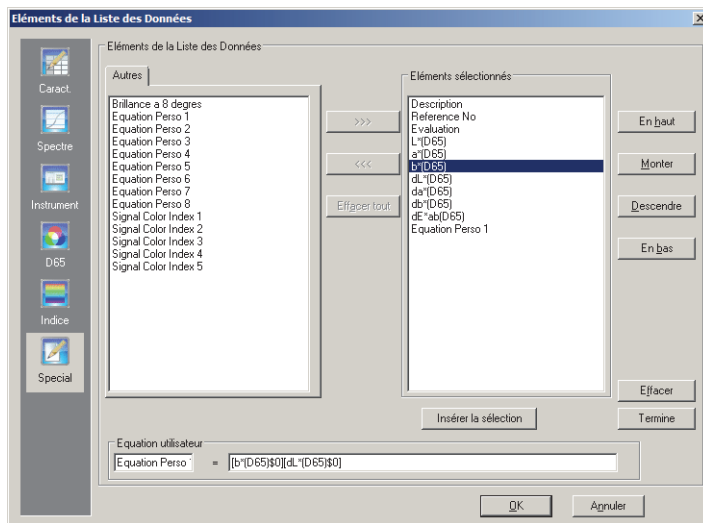 Eléments de la Liste des Données
Eléments de la Liste des Données
Caract.
Spectre
Instrument
D65
Indice
Special
Autres
Brillance a 8 degres
Equation Perso 1
Equation Perso 2
Equation Perso 3
Equation Perso 4
Equation Perso 5
Equation Perso 6
Equation Perso 7
Equation Perso 8
Signal Color Index 1
Signal Color Index 2
Signal Color Index 3
Signal Color Index 4
Signal Color Index 5
>>>
<<<
Effacer tout
Eléments sélectionnés
Description
Reference No
Evaluation
L*(D65)
a*(D65)
b*(D65)
dL*(D65)
da*(D65)
db*(D65)
dE*ab(D65)
Equation Perso 1
En haut
Monter
Descendre
En bas
Effacer
Insérer la sélection
Termine
Equation utilisateur
Equation Perso = [b*(D65)$0][dL*(D65)$0]
OK
Annuler